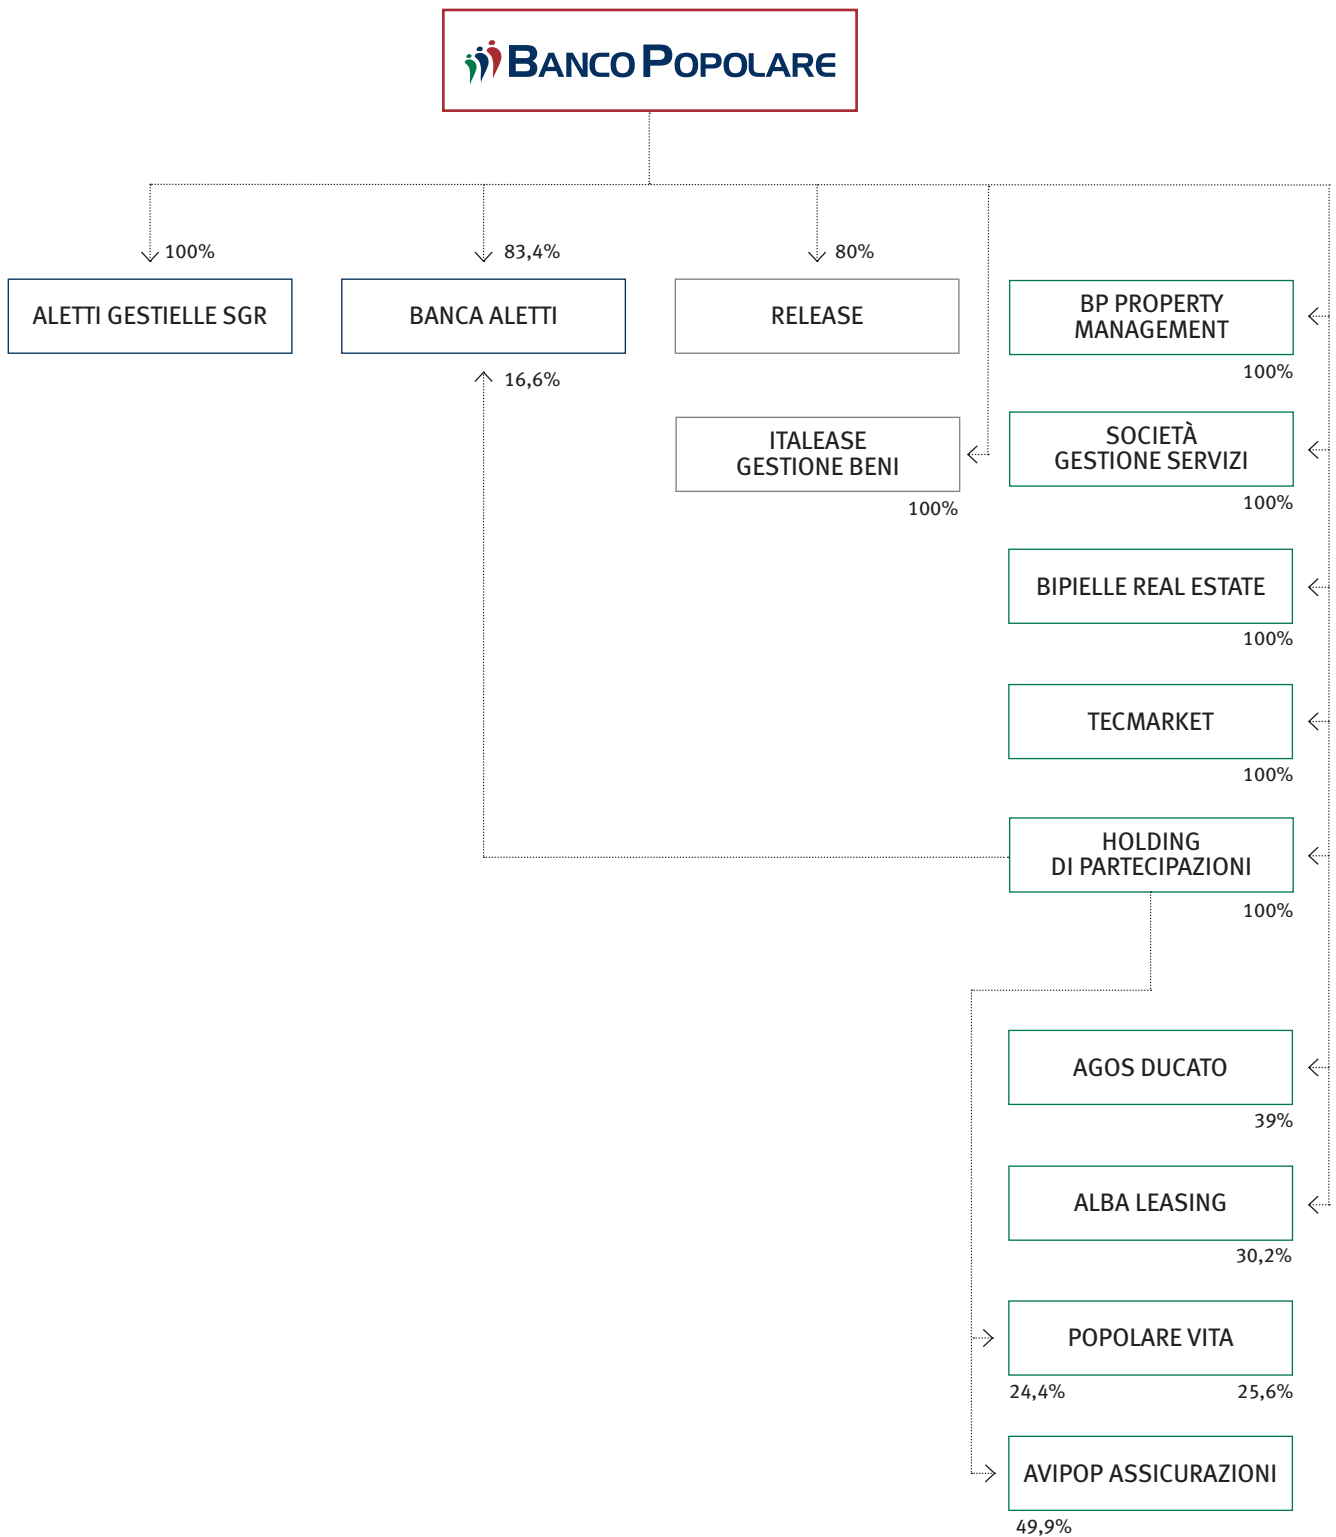 BANCO POPOLARE
100%
83,4%
80%
ALETTI GESTIELLE SGR
BANCA ALETTI
RELEASE
BP PROPERTY
MANAGEMENT
100%
16,6%
ITALEASE
GESTIONE BENI
100%
SOCIETÀ
GESTIONE SERVIZI
100%
BIPIELLE REAL ESTATE
100%
TECMARKET
100%
HOLDING
DI PARTECIPAZIONI
100%
AGOS DUCATO
39%
ALBA LEASING
30,2%
POPOLARE VITA
24,4%
25,6%
AVIPOP ASSICURAZIONI
49,9%